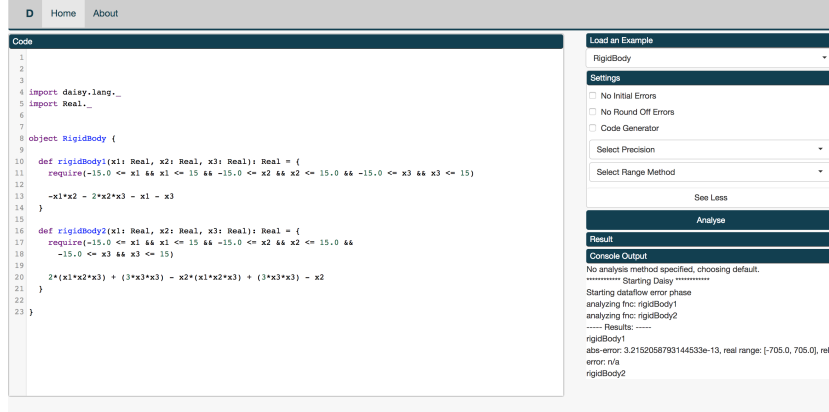 D Home About
Code
1
2
3
4 import daisy.lang._
5 import Real._
6
7
8 object RigidBody {
9
10 def rigidBody1(x1: Real, x2: Real, x3: Real): Real = {
11 require(-15.0 <= x1 && x1 <= 15 && -15.0 <= x2 && x2 <= 15.0 && -15.0 <= x3 && x3 <= 15)
12
13 -x1*x2 - 2*x2*x3 - x1 - x3
14 }
15
16 def rigidBody2(x1: Real, x2: Real, x3: Real): Real = {
17 require(-15.0 <= x1 && x1 <= 15 && -15.0 <= x2 && x2 <= 15.0 &&
18 -15.0 <= x3 && x3 <= 15)
19
20 2*(x1*x2*x3) + (3*x3*x3) - x2*(x1*x2*x3) + (3*x3*x3) - x2
21 }
22
23 }
Load an Example
RigidBody
Settings
No Initial Errors
No Round Off Errors
Code Generator
Select Precision
Select Range Method
See Less
Analyse
Result
Console Output
No analysis method specified, choosing default.
************ Starting Daisy ************
Starting dataflow error phase
analyzing fnc: rigidBody1
analyzing fnc: rigidBody2
----- Results: -----
rigidBody1
abs-error: 3.2152058793144533e-13, real range: [-705.0, 705.0], rel
error: n/a
rigidBody2